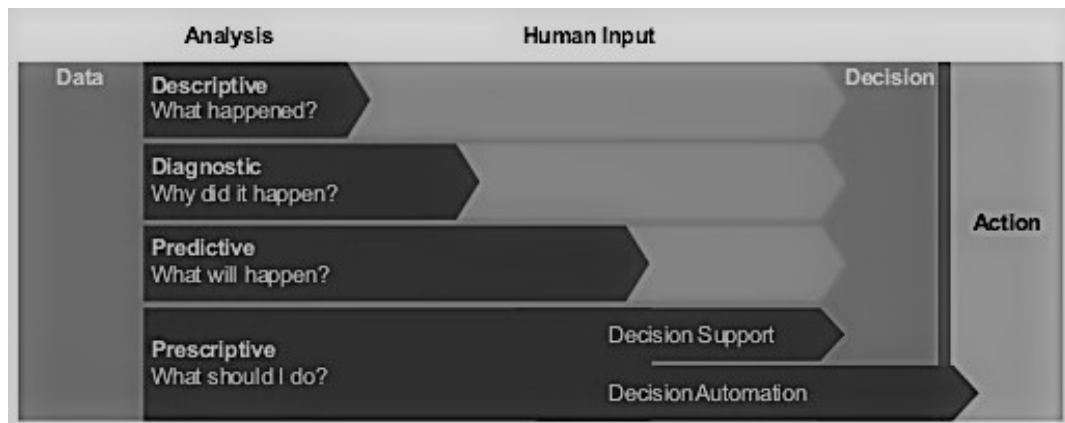 Analysis Human Input
Data
Decision
Descriptive
What happened?
Diagnostic
Why did it happen?
Predictive
What will happen?
Action
Prescriptive
What should I do?
Decision Support
Decision Automation